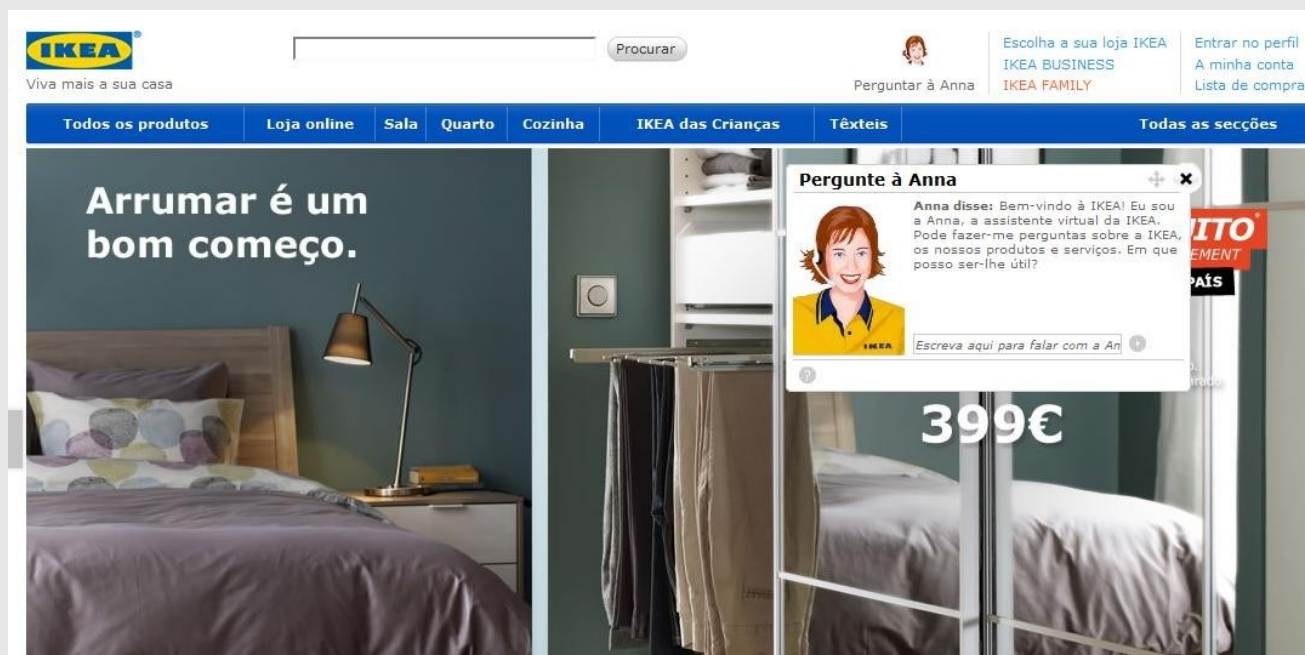 IKEA
Viva mais a sua casa
Procurar
Perguntar à Anna
Escolha a sua loja IKEA
IKEA BUSINESS
IKEA FAMILY
Entrar no perfil
A minha conta
Lista de compra
Todos os produtos
Loja online
Sala
Quarto
Cozinha
IKEA das Crianças
Têxteis
Todas as secções
Arrumar é um
bom começo.
Pergunte à Anna
Anna disse: Bem-vindo à IKEA! Eu sou
a Anna, a assistente virtual da IKEA.
Pode fazer-me perguntas sobre a IKEA,
os nossos produtos e serviços. Em que
posso ser-lhe útil?
IKEA
Escreva aqui para falar com a An
?
ITO
EMENT
PAÍS
399€